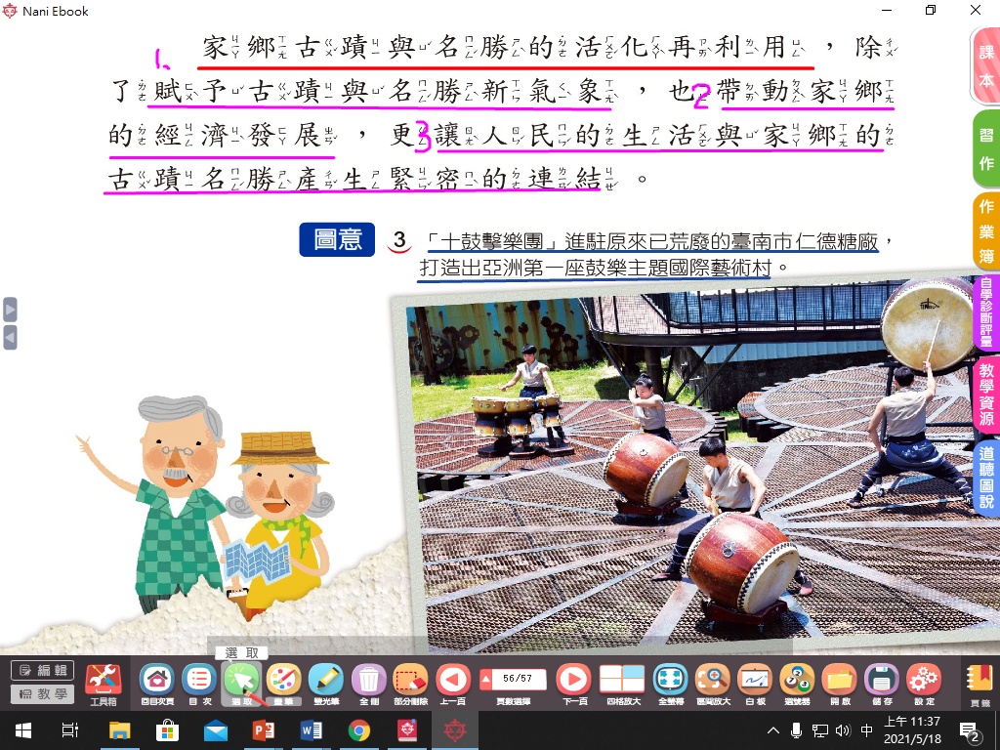 Nani Ebook
家鄉古蹟與名勝的活化再利用，除
1.
了賦予古蹟與名勝新氣象，也2帶動家鄉
的經濟發展，更3讓人民的生活與家鄉的
古蹟名勝產生緊密的連結。
圖意 3 「十鼓擊樂團」進駐原來已荒廢的臺南市仁德糖廠，
打造出亞洲第一座鼓樂主題國際藝術村。
課本
習作
作業簿
自學診斷評量
教學資源
道聽圖說
選取
編輯
教學
工具箱
回目次頁
目次
選取
畫筆
螢光筆
全刪
部分刪除
上一頁
56/57
頁數選擇
下一頁
四格放大
全螢幕
區間放大
白板
選號器
開啟
儲存
設定
頁籤
中
上午 11:37
2021/5/18
2